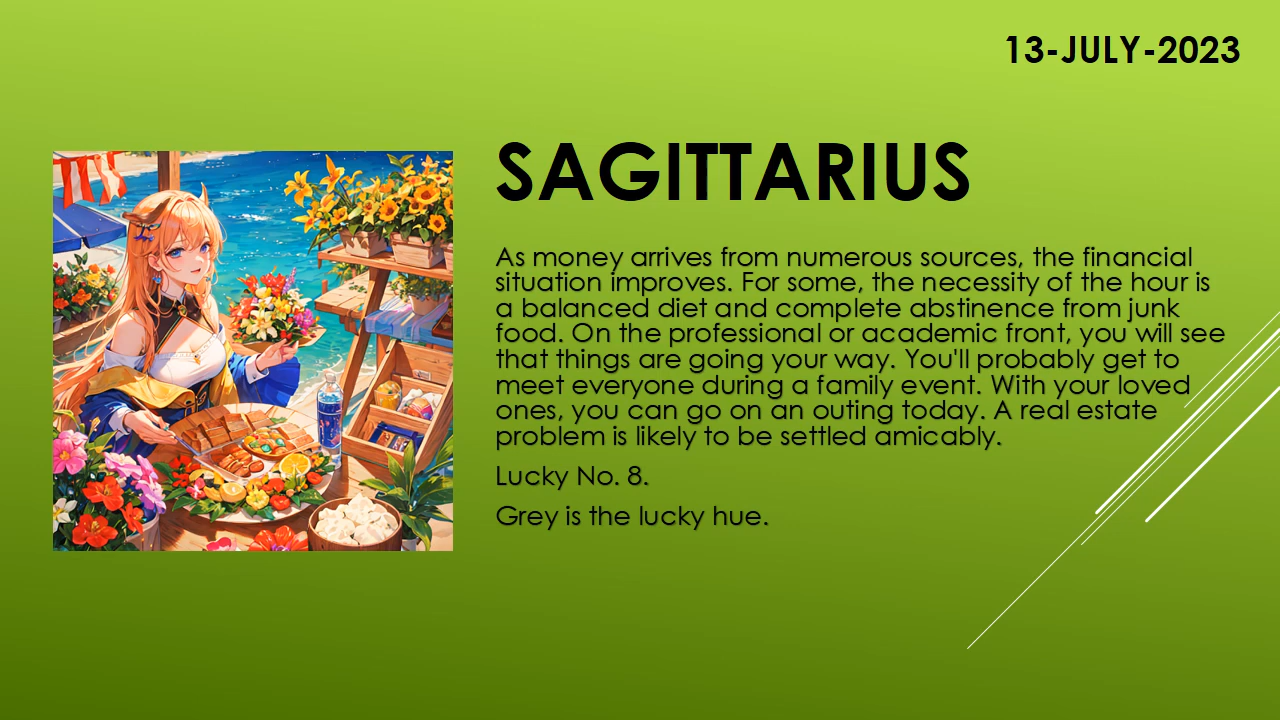 13-JULY-2023
SAGITTARIUS
As money arrives from numerous sources, the financial
situation improves. For some, the necessity of the hour is
a balanced diet and complete abstinence from junk
food. On the professional or academic front, you will see
that things are going your way. You'll probably get to
meet everyone during a family event. With your loved
ones, you can go on an outing today. A real estate
problem is likely to be settled amicably.
Lucky No. 8.
Grey is the lucky hue.